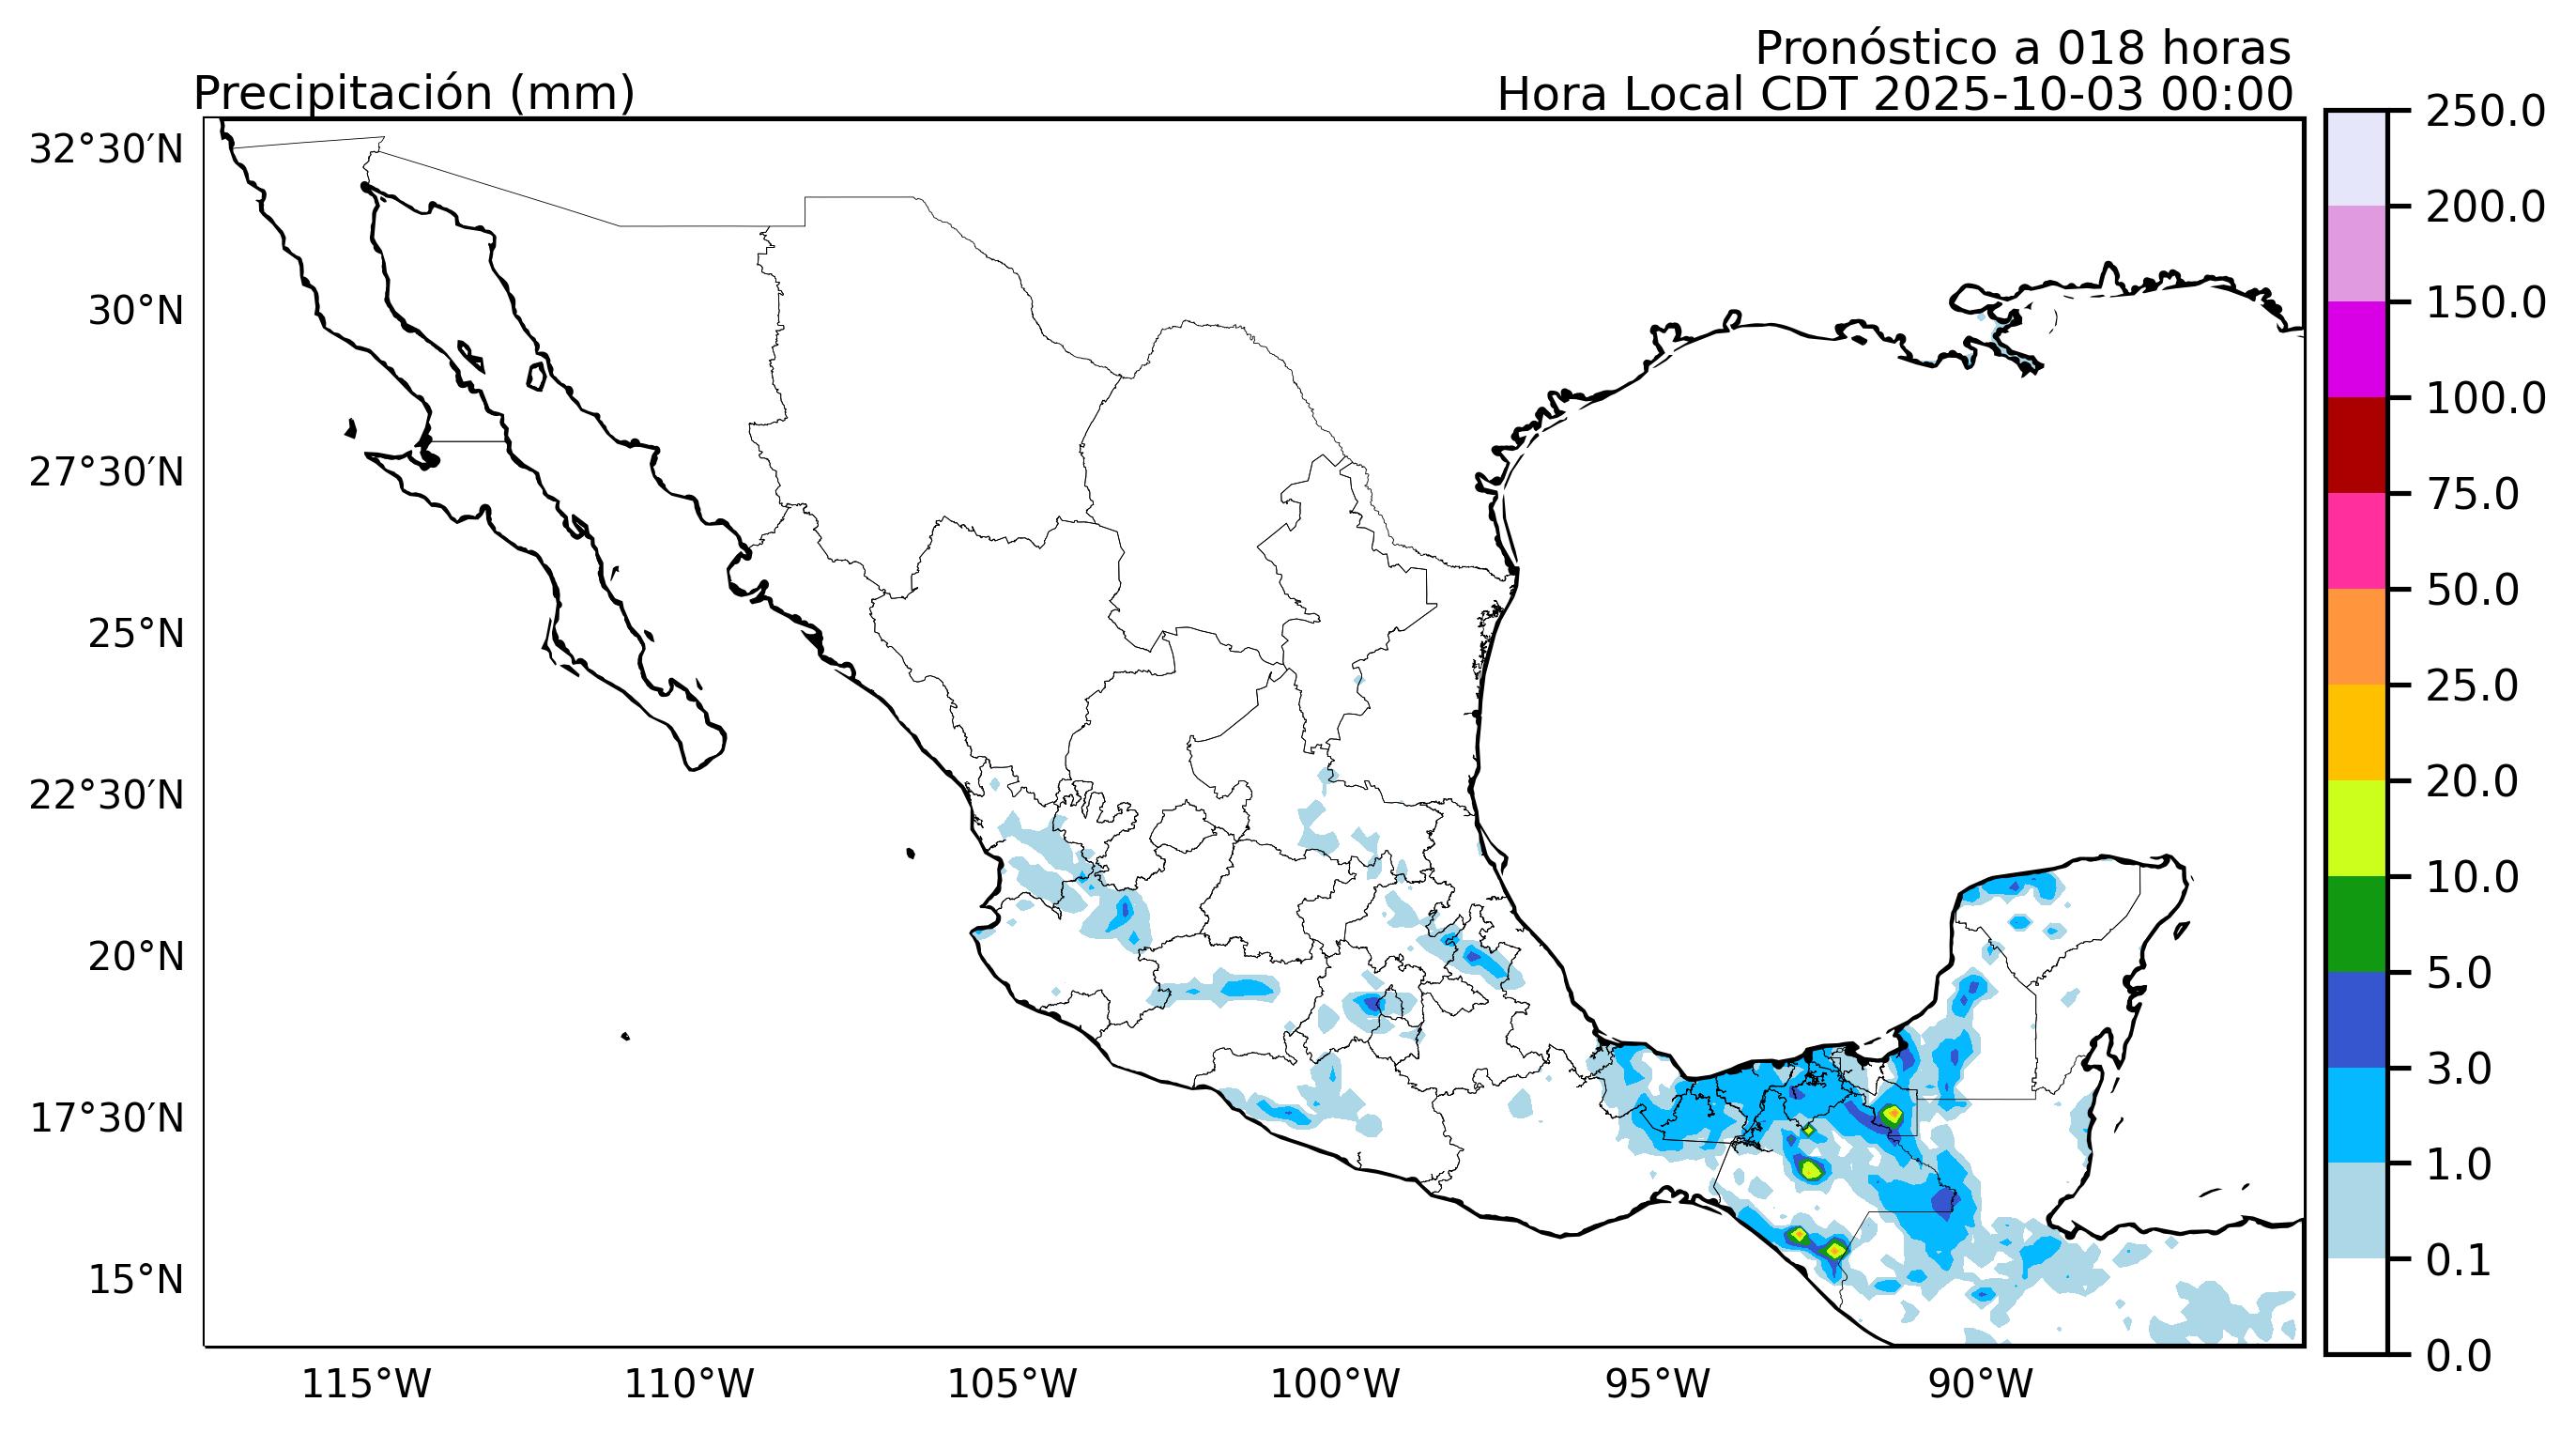 Pronóstico a 018 horas
Precipitación (mm)
Hora Local CDT 2025-10-03 00:00
32°30′N
30°N
27°30′N
25°N
22°30′N
20°N
17°30′N
15°N
115°W
110°W
105°W
100°W
95°W
90°W
250.0
200.0
150.0
100.0
75.0
50.0
25.0
20.0
10.0
5.0
3.0
1.0
0.1
0.0